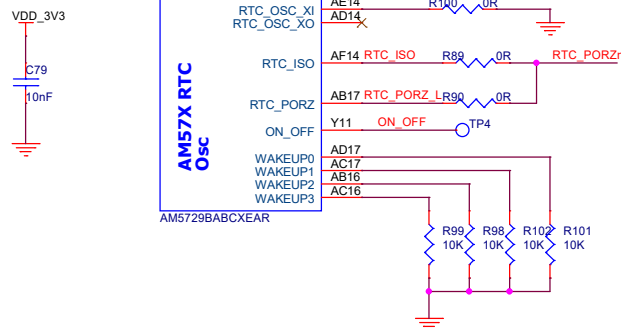 AE14
RTC_OSC_XI
R100
0R
AD14
RTC_OSC_XO
VDD_3V3
AF14
RTC_ISO
RTC_ISO
R89
0R
RTC_PORZn
C79
10nF
AM57X RTC
Osc
RTC_PORZ
AB17
RTC_PORZ_L
R90
0R
ON_OFF
Y11
ON_OFF
TP4
WAKEUP0
AD17
WAKEUP1
AC17
WAKEUP2
AB16
WAKEUP3
AC16
AM5729BABCXEAR
R99
10K
R98
10K
R102
10K
R101
10K